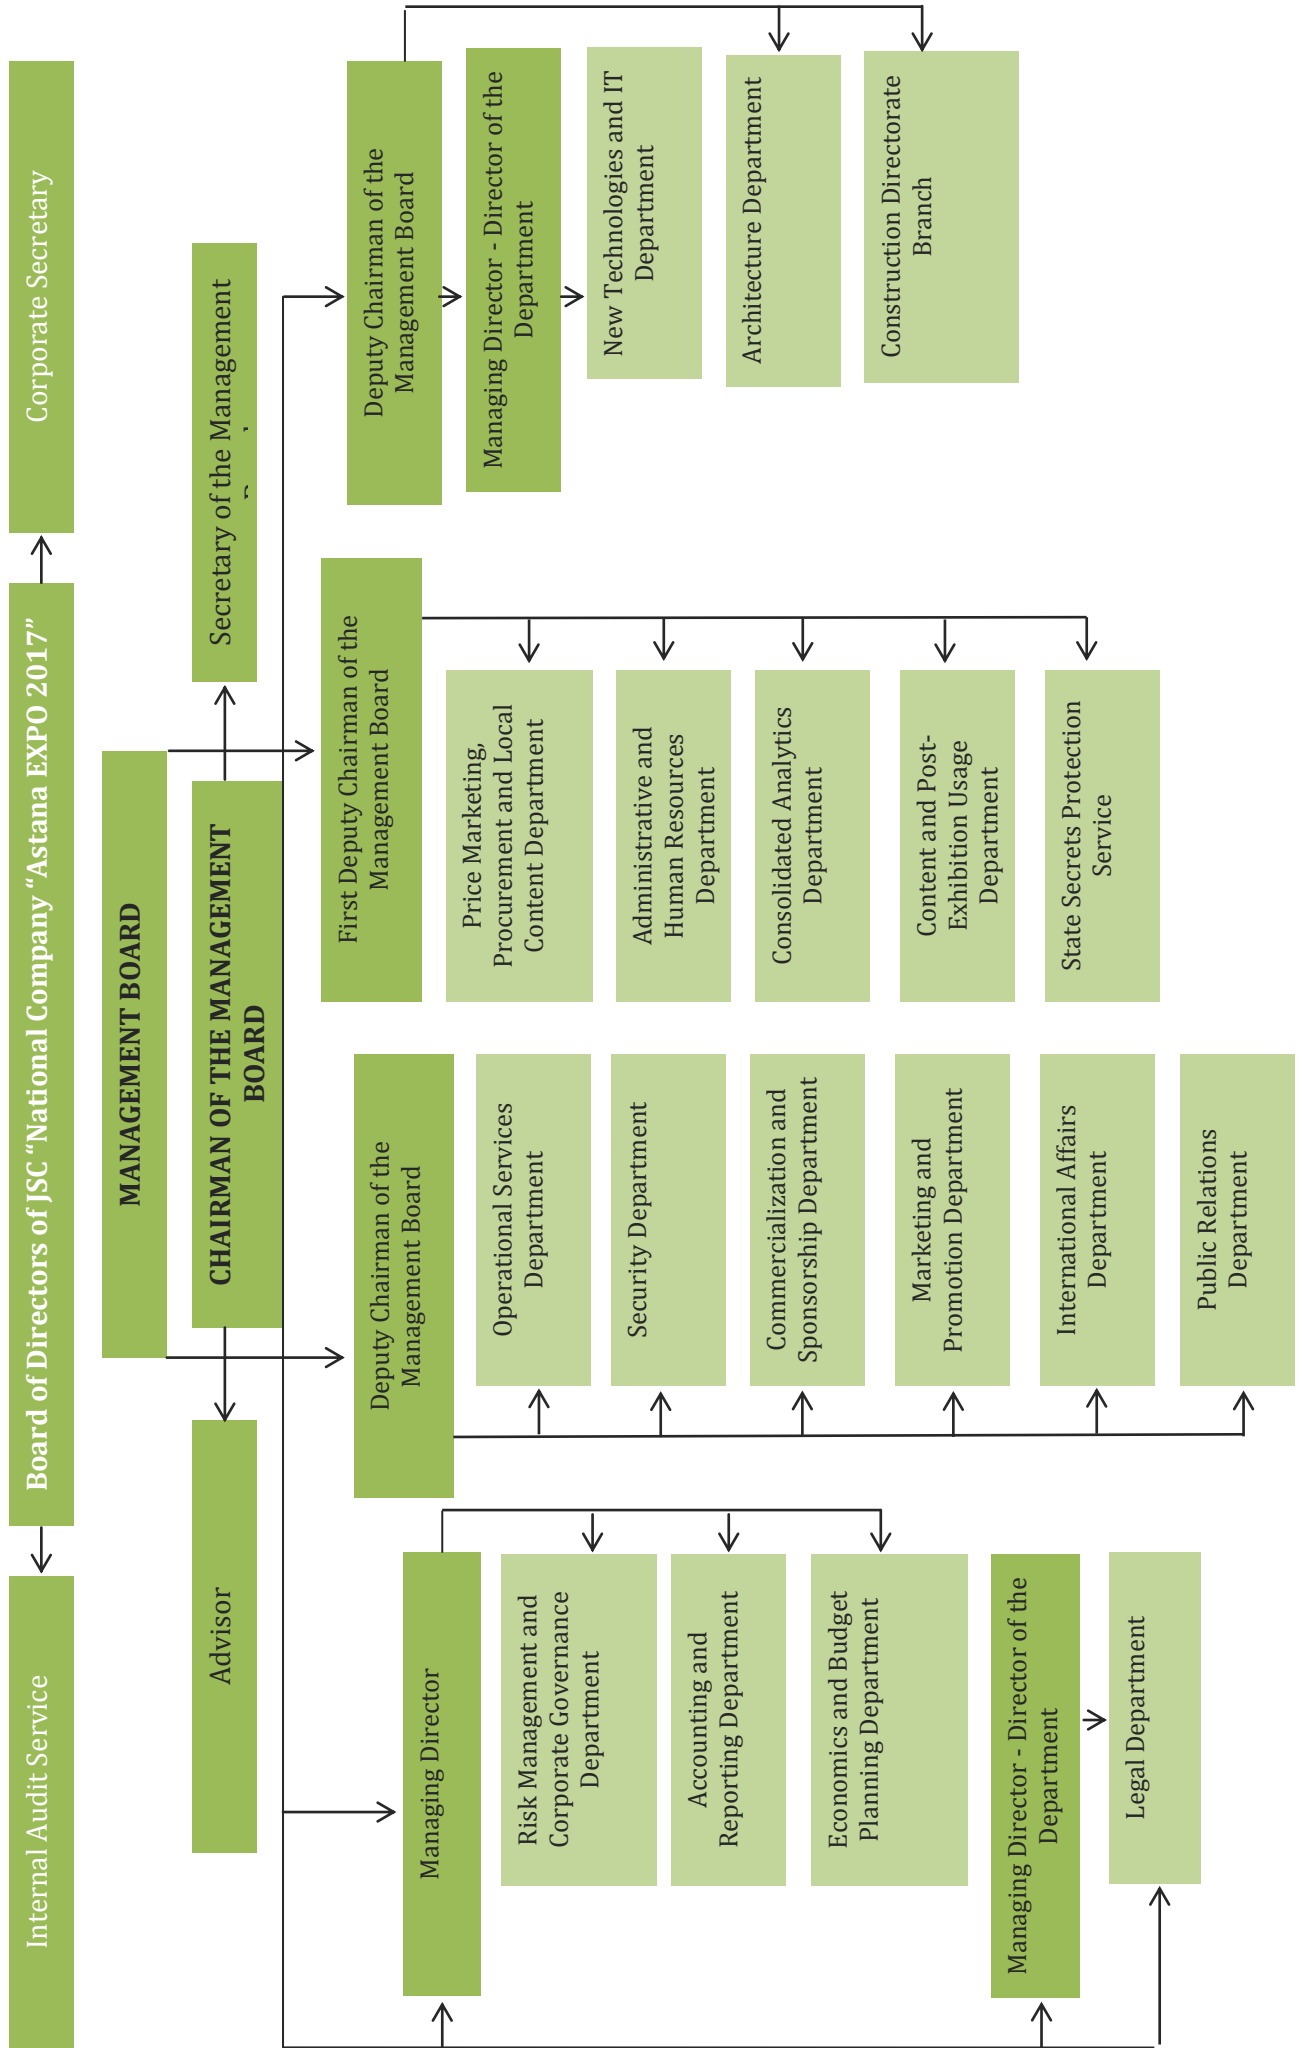 Internal Audit Service
Board of Directors of JSC “National Company “Astana EXPO 2017”
Corporate Secretary
MANAGEMENT BOARD
Advisor
CHAIRMAN OF THE MANAGEMENT
BOARD
Secretary of the Management
Managing Director
Risk Management and
Corporate Governance
Department
Accounting and
Reporting Department
Economics and Budget
Planning Department
Managing Director - Director of the
Department
Legal Department
Deputy Chairman of the
Management Board
Operational Services
Department
Security Department
Commercialization and
Sponsorship Department
Marketing and
Promotion Department
International Affairs
Department
Public Relations
Department
First Deputy Chairman of the
Management Board
Price Marketing,
Procurement and Local
Content Department
Administrative and
Human Resources
Department
Consolidated Analytics
Department
Content and Post-
Exhibition Usage
Department
State Secrets Protection
Service
Deputy Chairman of the
Management Board
Managing Director - Director of the
Department
New Technologies and IT
Department
Architecture Department
Construction Directorate
Branch